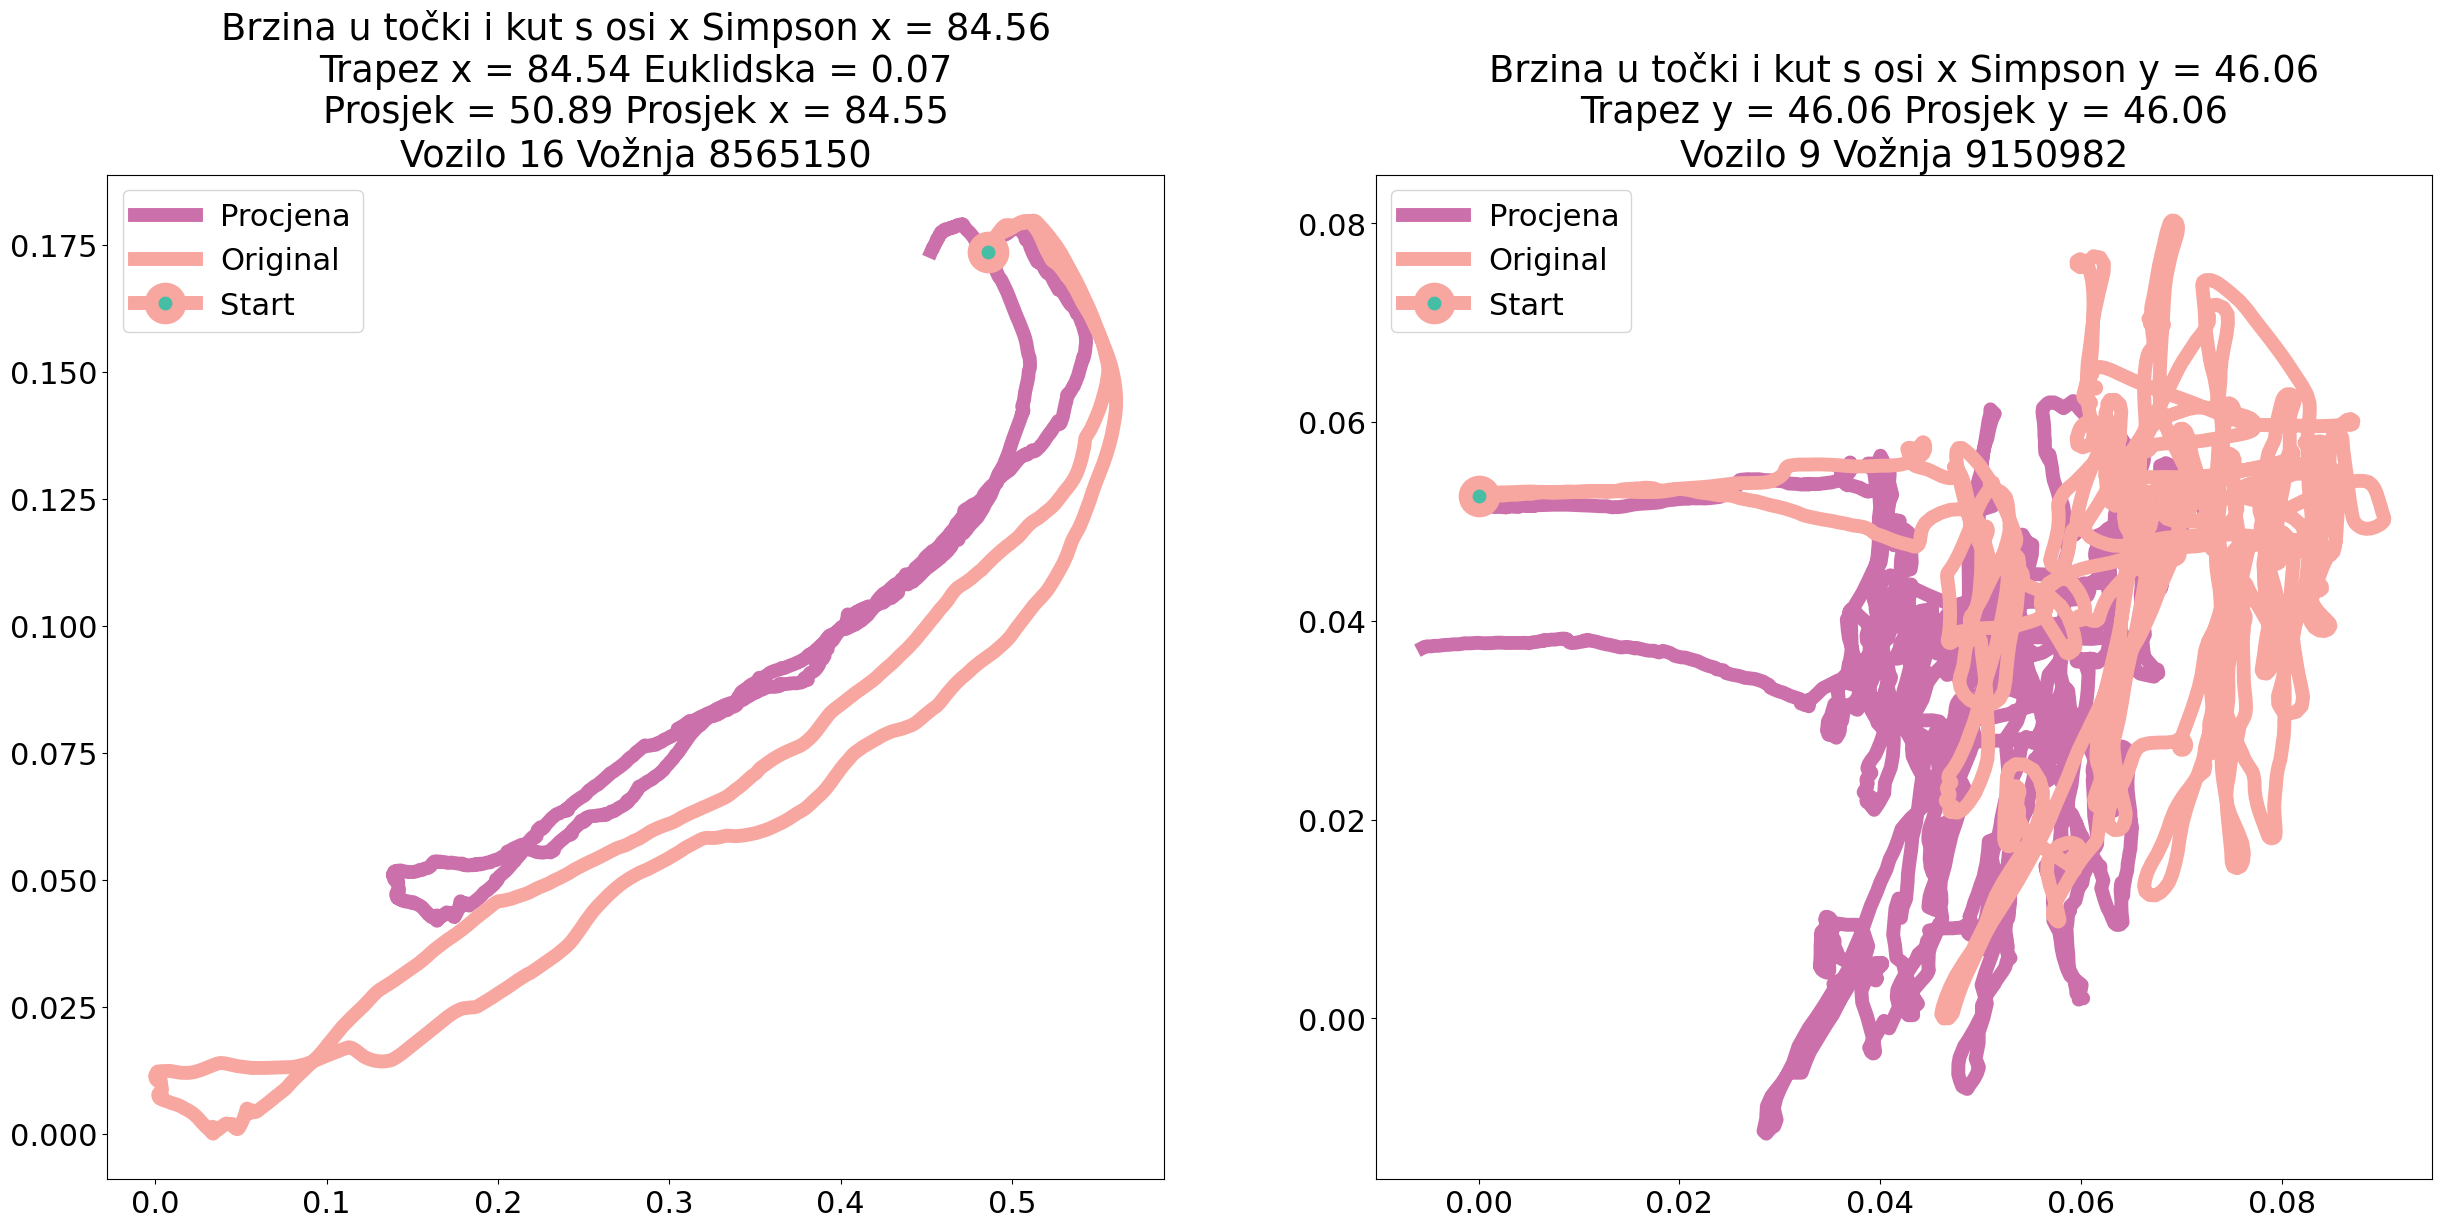 Brzina u točki i kut s osi x Simpson x = 84.56
Trapez x = 84.54 Euklidska = 0.07
Prosjek = 50.89 Prosjek x = 84.55
Vozilo 16 Vožnja 8565150
Procjena
Original
Start
0.175
0.150
0.125
0.100
0.075
0.050
0.025
0.000
0.0 0.1 0.2 0.3 0.4 0.5
Brzina u točki i kut s osi x Simpson y = 46.06
Trapez y = 46.06 Prosjek y = 46.06
Vozilo 9 Vožnja 9150982
Procjena
Original
Start
0.08
0.06
0.04
0.02
0.00
0.00 0.02 0.04 0.06 0.08